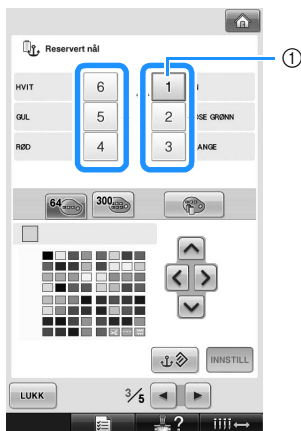 Reservert nål
HVIT 6 1
①
GUL 5 2 OSE GRØNN
RØD 4 3 ANGE
64 300
INNSTILL
LUKK 3/5
?